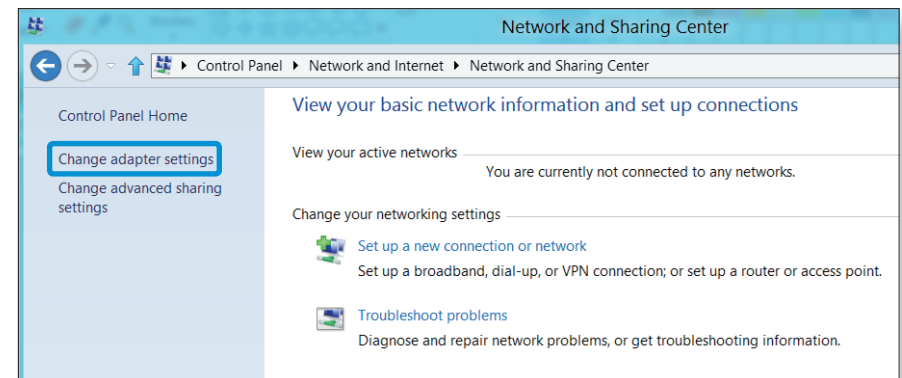 Network and Sharing Center
Control Panel Network and Internet Network and Sharing Center
Control Panel Home
Change adapter settings
Change advanced sharing
settings
View your basic network information and set up connections
View your active networks
You are currently not connected to any networks.
Change your networking settings
Set up a new connection or network
Set up a broadband, dial-up, or VPN connection; or set up a router or access point.
Troubleshoot problems
Diagnose and repair network problems, or get troubleshooting information.